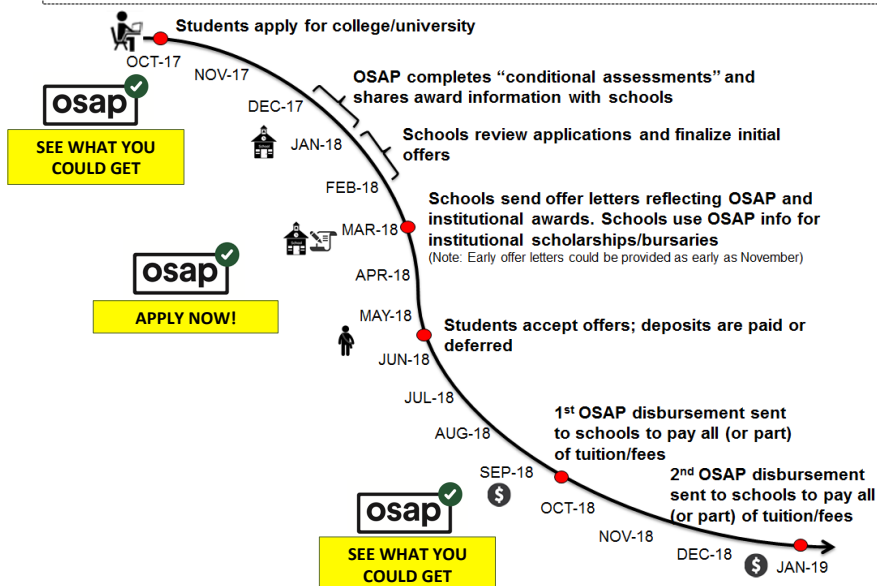 Students apply for college/university
OCT-17
NOV-17
osap
SEE WHAT YOU
COULD GET
OSAP completes “conditional assessments” and
shares award information with schools
DEC-17
JAN-18
Schools review applications and finalize initial
offers
FEB-18
Schools send offer letters reflecting OSAP and
institutional awards. Schools use OSAP info for
institutional scholarships/bursaries
(Note: Early offer letters could be provided as early as November)
MAR-18
osap
APPLY NOW!
APR-18
MAY-18
Students accept offers; deposits are paid or
deferred
JUN-18
JUL-18
AUG-18
1st OSAP disbursement sent
to schools to pay all (or part)
of tuition/fees
SEP-18
$
2nd OSAP disbursement
sent to schools to pay all
(or part) of tuition/fees
OCT-18
osap
SEE WHAT YOU
COULD GET
NOV-18
DEC-18
$
JAN-19